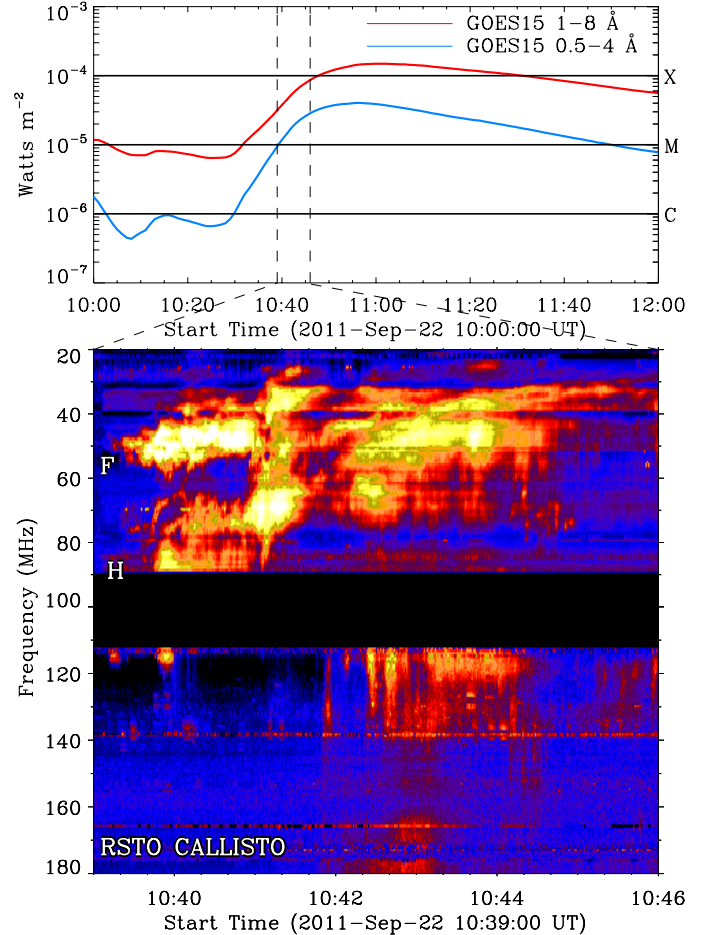 10⁻³
GOES15 1–8 Å
GOES15 0.5–4 Å
10⁻⁴
X
Watts m⁻²
10⁻⁵
M
10⁻⁶
C
10⁻⁷
10:00 10:20 10:40 11:00 11:20 11:40 12:00
Start Time (2011–Sep–22 10:00:00 UT)
20
40
F
60
80
H
Frequency (MHz)
100
120
140
160
RSTO CALLISTO
180
10:40 10:42 10:44 10:46
Start Time (2011–Sep–22 10:39:00 UT)